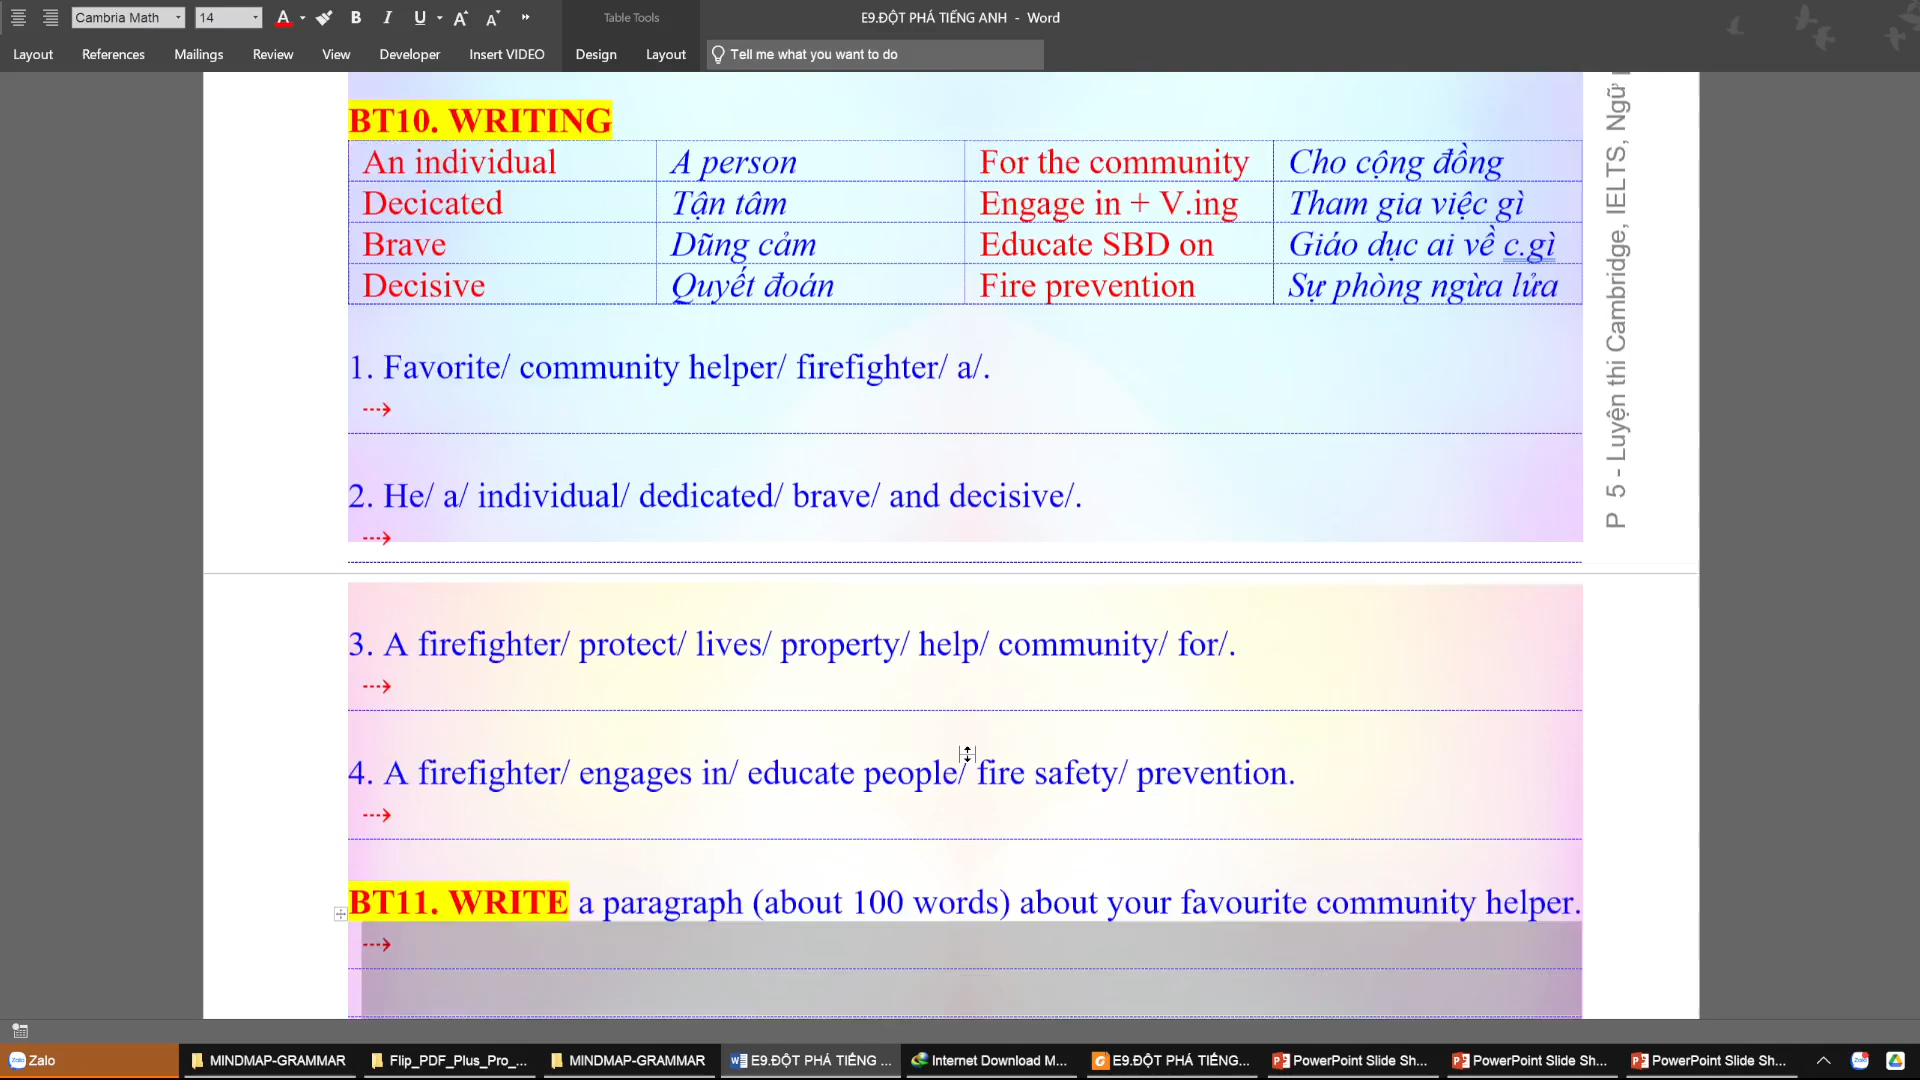 Cambria Math 14 A B I U A A » Table Tools E9.ĐỘT PHÁ TIẾNG ANH - Word
Layout References Mailings Review View Developer Insert VIDEO Design Layout Tell me what you want to do
BT10. WRITING
An individual A person For the community Cho cộng đồng
Decicated Tận tâm Engage in + V.ing Tham gia việc gì
Brave Dũng cảm Educate SBD on Giáo dục ai về c.gì
Decisive Quyết đoán Fire prevention Sự phòng ngừa lửa
1. Favorite/ community helper/ firefighter/ a/.
⇢
2. He/ a/ individual/ dedicated/ brave/ and decisive/.
⇢
3. A firefighter/ protect/ lives/ property/ help/ community/ for/.
⇢
4. A firefighter/ engages in/ educate people/ fire safety/ prevention.
⇢
BT11. WRITE a paragraph (about 100 words) about your favourite community helper.
⇢
P 5 - Luyện thi Cambridge, IELTS, Ngữ
Zalo MINDMAP-GRAMMAR Flip_PDF_Plus_Pro_... MINDMAP-GRAMMAR E9.ĐỘT PHÁ TIẾNG ... Internet Download M... E9.ĐỘT PHÁ TIẾNG... PowerPoint Slide Sh... PowerPoint Slide Sh... PowerPoint Slide Sh...